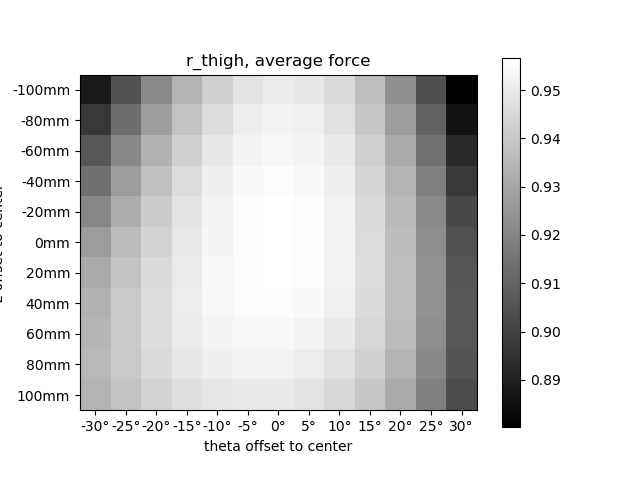 r_thigh, average force
-100mm
-80mm
-60mm
-40mm
-20mm
0mm
20mm
40mm
60mm
80mm
100mm
-30° -25° -20° -15° -10° -5° 0° 5° 10° 15° 20° 25° 30°
theta offset to center
0.95
0.94
0.93
0.92
0.91
0.90
0.89